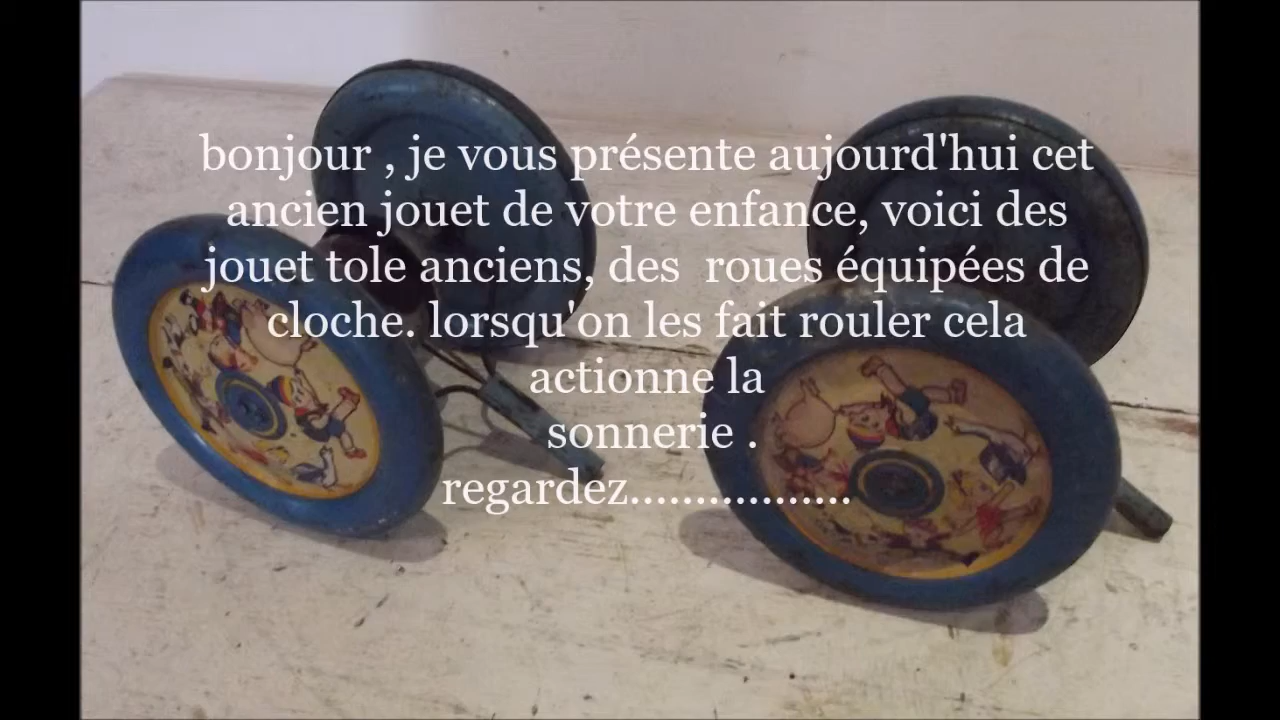 bonjour , je vous présente aujourd'hui cet
ancien jouet de votre enfance, voici des
jouet tole anciens, des  roues équipées de
cloche. lorsqu'on les fait rouler cela
actionne la
sonnerie .
regardez.................